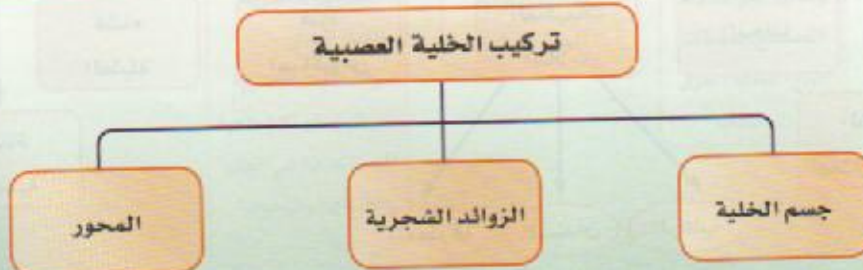 تركيب الخلية العصبية
جسم الخلية
الزوائد الشجرية
المحور